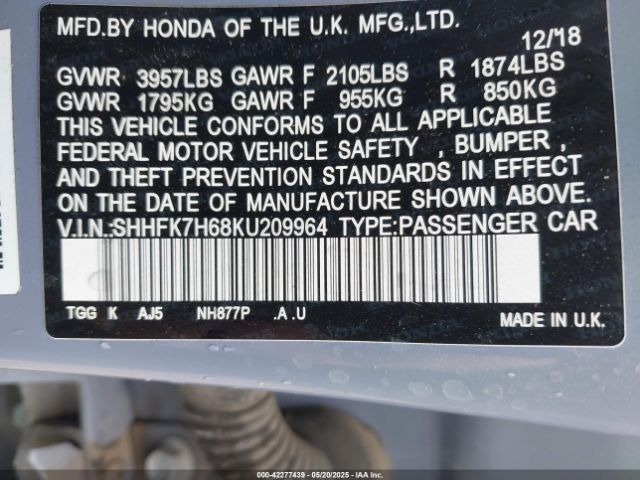 MFD.BY HONDA OF THE U.K. MFG.,LTD.
12/18
GVWR 3957LBS GAWR F 2105LBS R 1874LBS
GVWR 1795KG GAWR F 955KG R 850KG
THIS VEHICLE CONFORMS TO ALL APPLICABLE
FEDERAL MOTOR VEHICLE SAFETY , BUMPER ,
AND THEFT PREVENTION STANDARDS IN EFFECT
ON THE DATE OF MANUFACTURE SHOWN ABOVE.
V.I.N.:SHHFK7H68KU209964 TYPE:PASSENGER CAR
TGG K AJ5 NH877P .A .U
MADE IN U.K.
000-42277439 - 05/20/2025 - IAAI.COM